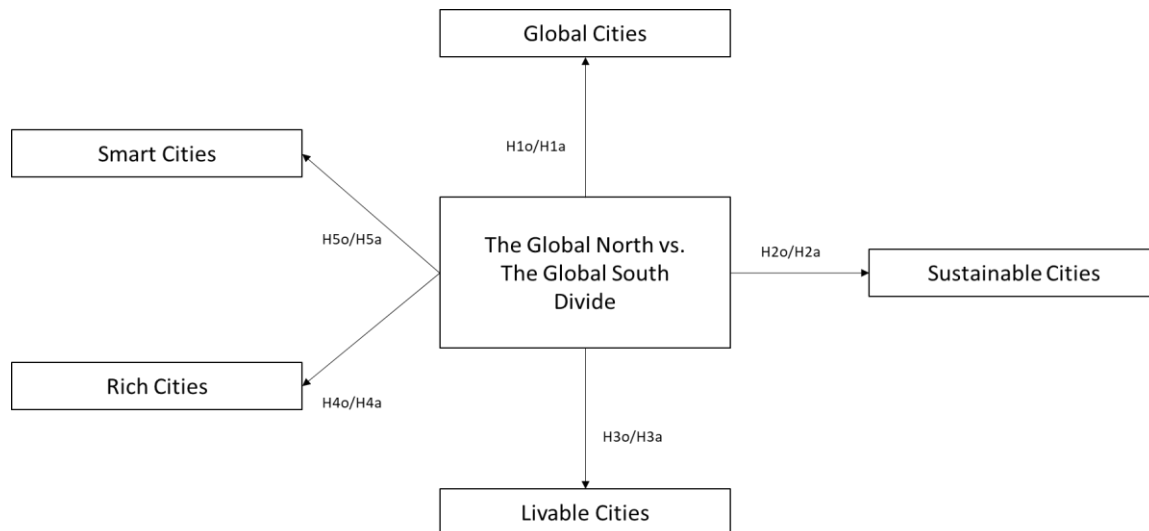 Global Cities
Smart Cities
H1o/H1a
H5o/H5a
The Global North vs.
The Global South
Divide
H2o/H2a
Sustainable Cities
Rich Cities
H4o/H4a
H3o/H3a
Livable Cities